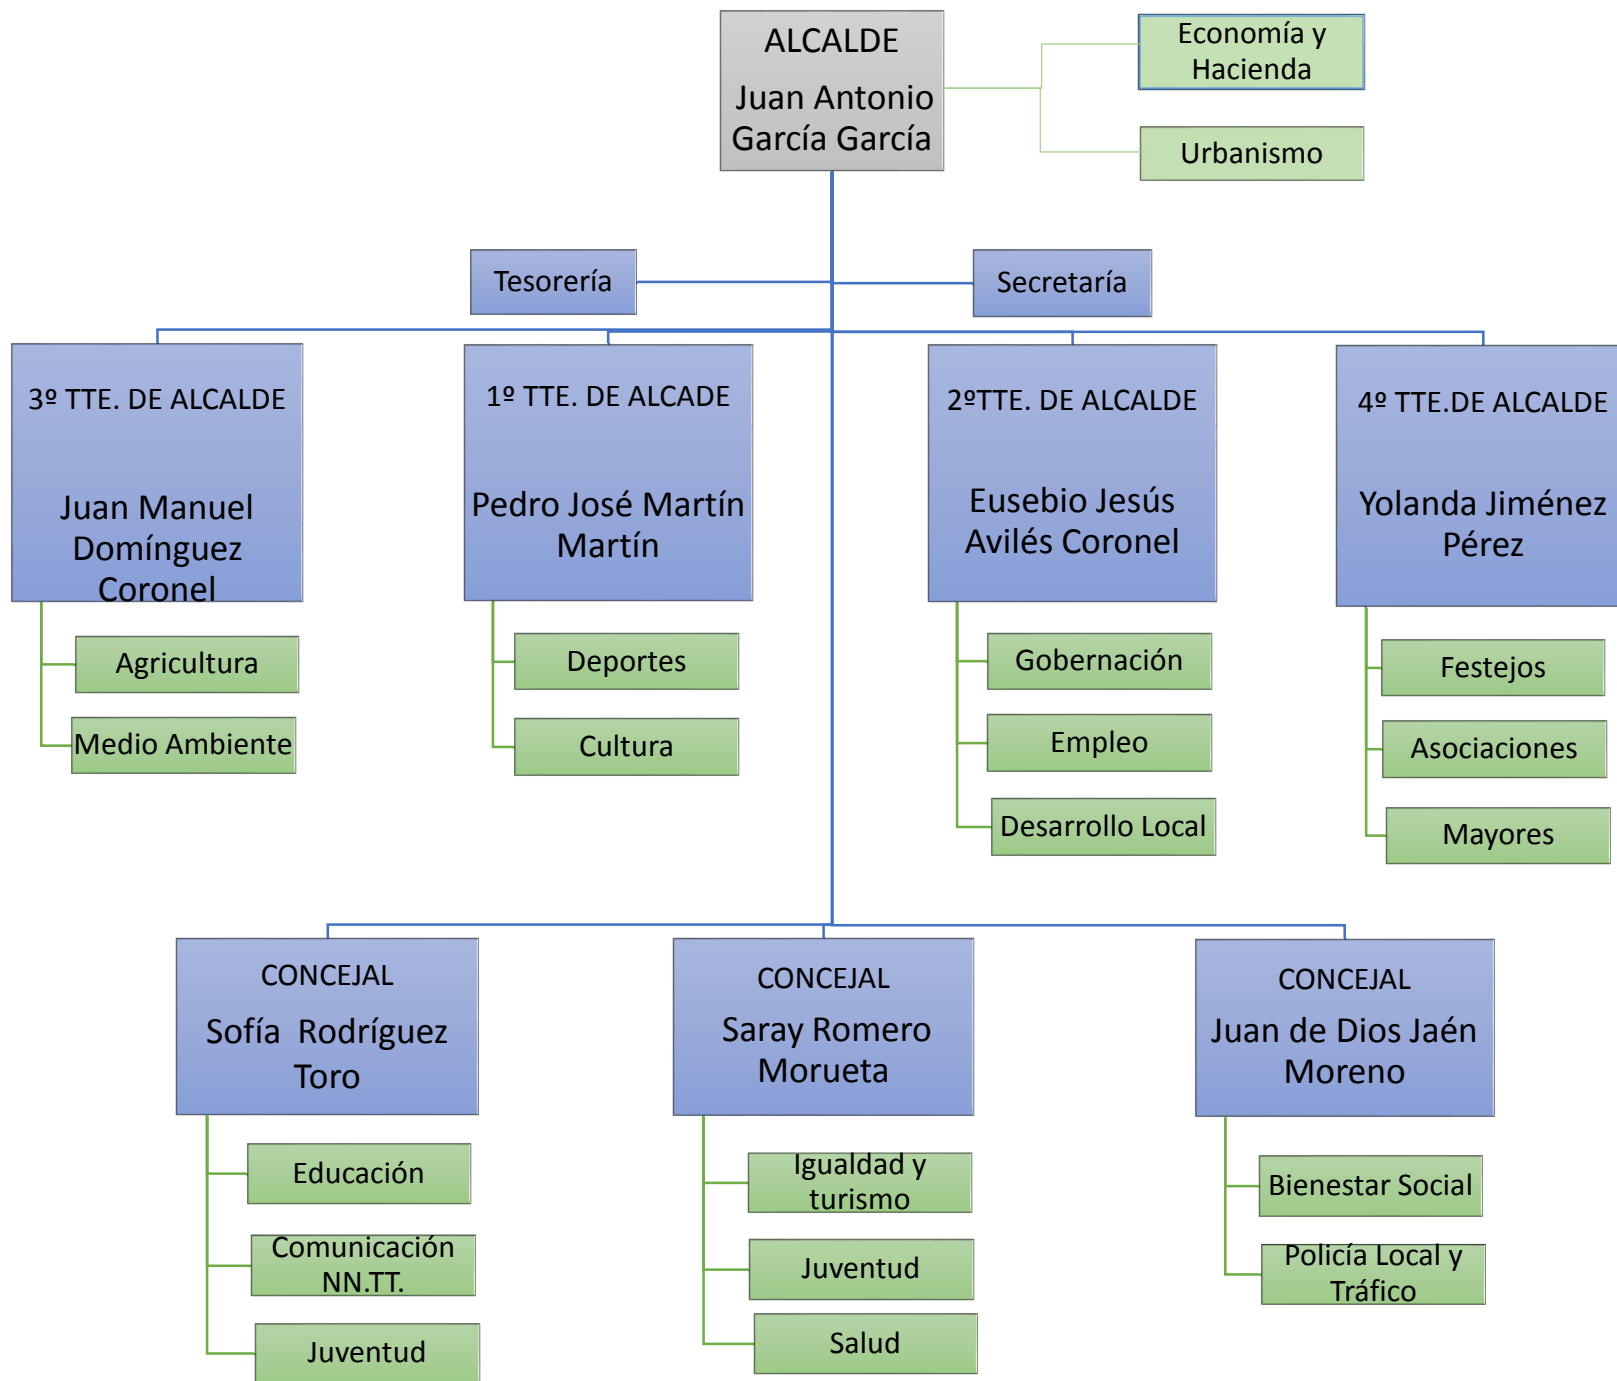 ALCALDE
Juan Antonio
García García
Economía y
Hacienda
Urbanismo
Tesorería
Secretaría
3º TTE. DE ALCALDE
Juan Manuel
Domínguez
Coronel
1º TTE. DE ALCADE
Pedro José Martín
Martín
2ºTTE. DE ALCALDE
Eusebio Jesús
Avilés Coronel
4º TTE.DE ALCALDE
Yolanda Jiménez
Pérez
Agricultura
Medio Ambiente
Deportes
Cultura
Gobernación
Empleo
Desarrollo Local
Festejos
Asociaciones
Mayores
CONCEJAL
Sofía  Rodríguez
Toro
CONCEJAL
Saray Romero
Morueta
CONCEJAL
Juan de Dios Jaén
Moreno
Educación
Comunicación
NN.TT.
Juventud
Igualdad y
turismo
Juventud
Salud
Bienestar Social
Policía Local y
Tráfico